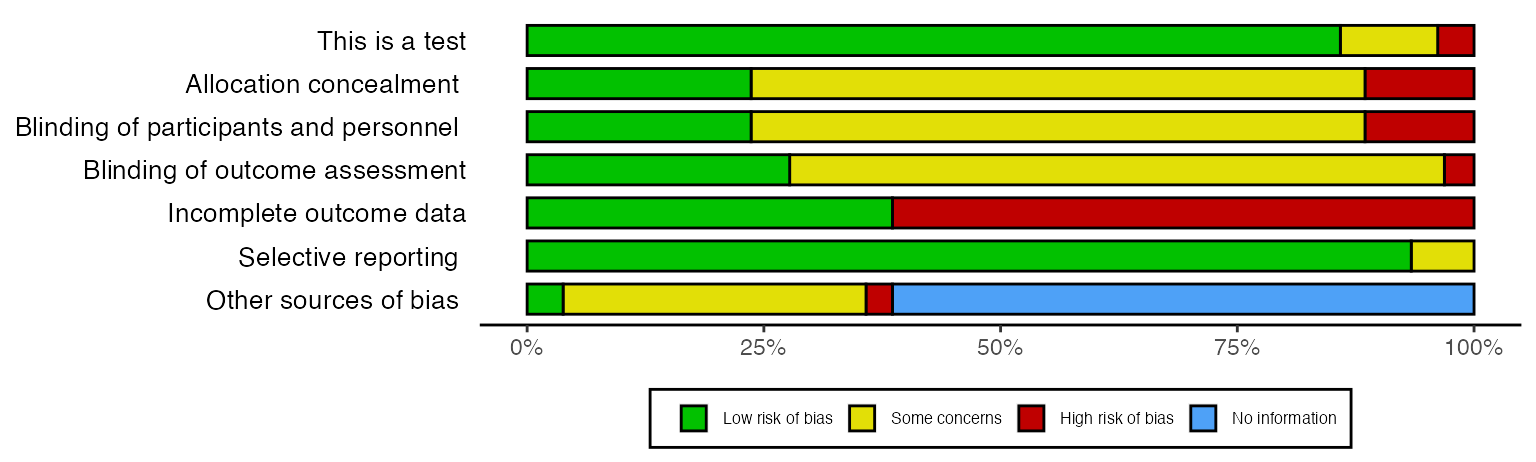 This is a test
Allocation concealment
Blinding of participants and personnel
Blinding of outcome assessment
Incomplete outcome data
Selective reporting
Other sources of bias
0% 25% 50% 75% 100%
Low risk of bias Some concerns High risk of bias No information